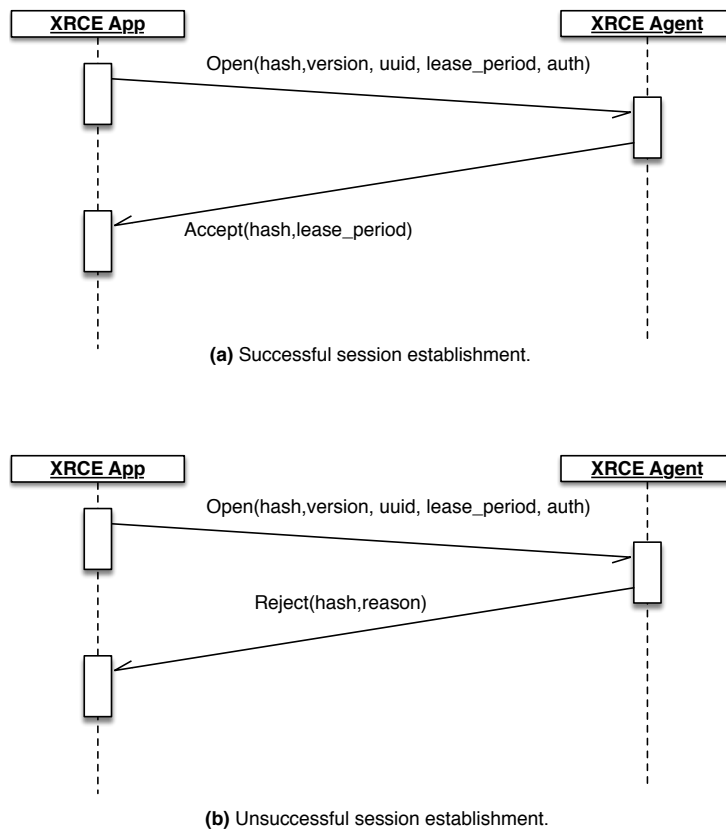 XRCE App XRCE Agent
Open(hash,version, uuid, lease_period, auth)
Accept(hash,lease_period)
(a) Successful session establishment.
XRCE App XRCE Agent
Open(hash,version, uuid, lease_period, auth)
Reject(hash,reason)
(b) Unsuccessful session establishment.